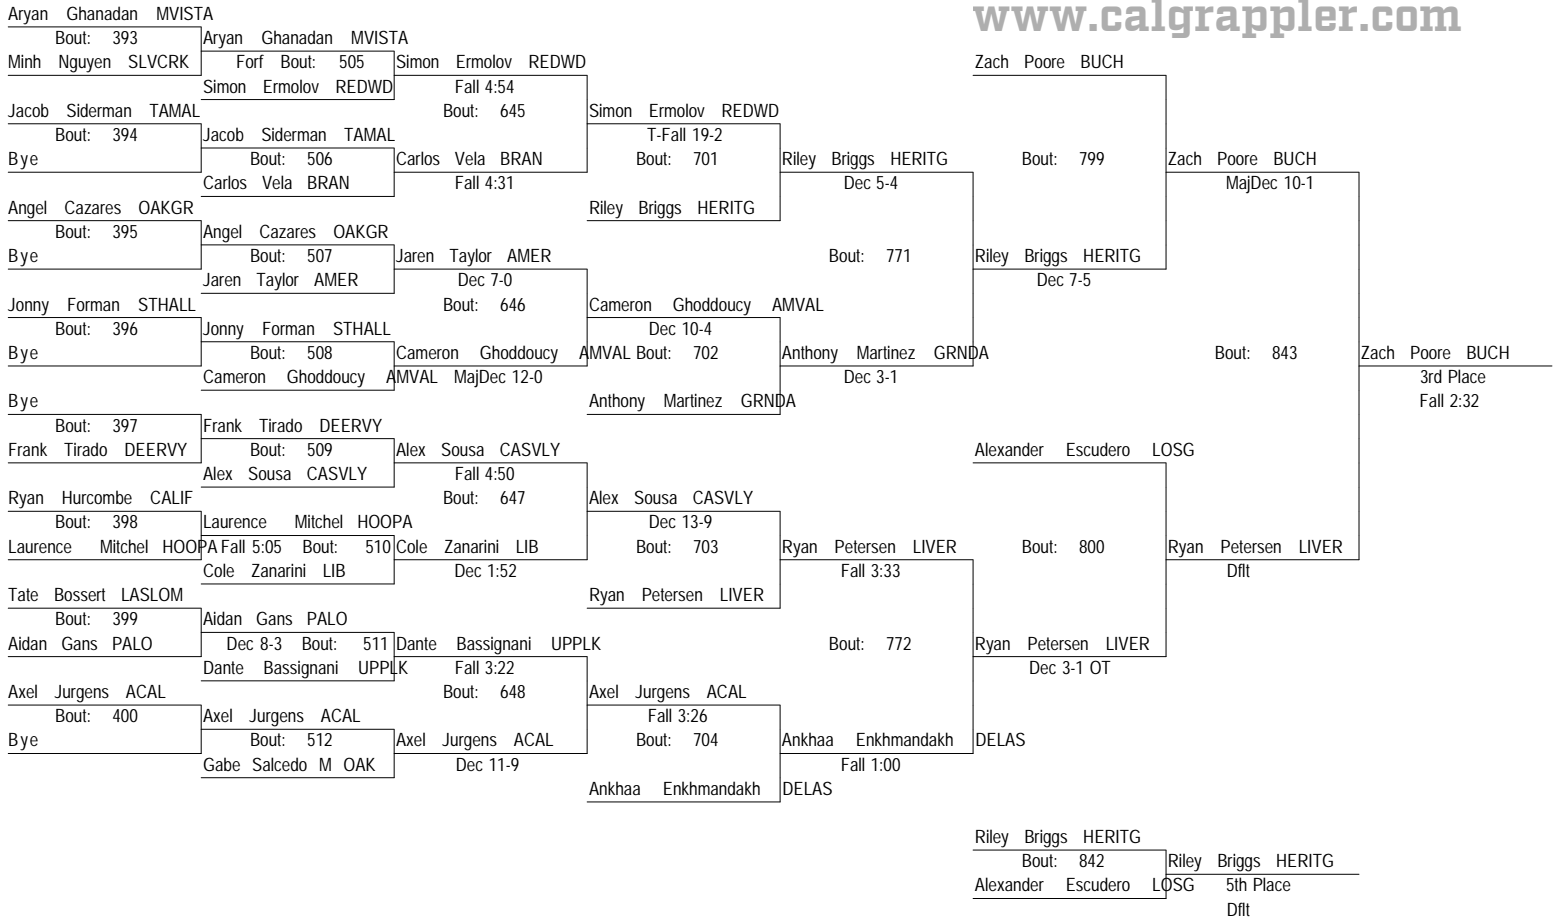 www.calgrappler.com
Aryan Ghanadan MVISTA
Bout: 393
Minh Nguyen SLVCRK
Jacob Siderman TAMAL
Bout: 394
Bye
Angel Cazares OAKGR
Bout: 395
Bye
Jonny Forman STHALL
Bout: 396
Bye
Bye
Bout: 397
Frank Tirado DEERVY
Ryan Hurcombe CALIF
Bout: 398
Laurence Mitchel HOOPA
Tate Bossert LASLOM
Bout: 399
Aidan Gans PALO
Axel Jurgens ACAL
Bout: 400
Bye
Aryan Ghanadan MVISTA
Forf Bout: 505
Simon Ermolov REDWD
Jacob Siderman TAMAL
Bout: 506
Carlos Vela BRAN
Angel Cazares OAKGR
Bout: 507
Jaren Taylor AMER
Jonny Forman STHALL
Bout: 508
Cameron Ghoddoucy AMVAL
Frank Tirado DEERVY
Bout: 509
Alex Sousa CASVLY
Laurence Mitchel HOOPA
Fall 5:05 Bout: 510
Cole Zanarini LIB
Aidan Gans PALO
Dec 8-3 Bout: 511
Dante Bassignani UPPLK
Axel Jurgens ACAL
Bout: 512
Gabe Salcedo M OAK
Simon Ermolov REDWD
Fall 4:54
Bout: 645
Carlos Vela BRAN
Fall 4:31
Jaren Taylor AMER
Dec 7-0
Bout: 646
Cameron Ghoddoucy AMVAL
MajDec 12-0
Alex Sousa CASVLY
Fall 4:50
Bout: 647
Cole Zanarini LIB
Dec 1:52
Dante Bassignani UPPLK
Fall 3:22
Bout: 648
Axel Jurgens ACAL
Dec 11-9
Simon Ermolov REDWD
T-Fall 19-2
Bout: 701
Riley Briggs HERITG
Cameron Ghoddoucy AMVAL
Dec 10-4
Bout: 702
Anthony Martinez GRNDA
Alex Sousa CASVLY
Dec 13-9
Bout: 703
Ryan Petersen LIVER
Axel Jurgens ACAL
Fall 3:26
Bout: 704
Ankhaa Enkhmandakh DELAS
Riley Briggs HERITG
Dec 5-4
Bout: 771
Anthony Martinez GRNDA
Dec 3-1
Ryan Petersen LIVER
Fall 3:33
Bout: 772
Ankhaa Enkhmandakh DELAS
Fall 1:00
Zach Poore BUCH
Bout: 799
Riley Briggs HERITG
Dec 7-5
Alexander Escudero LOSG
Bout: 800
Ryan Petersen LIVER
Dec 3-1 OT
Zach Poore BUCH
MajDec 10-1
Bout: 843
Ryan Petersen LIVER
Dflt
Zach Poore BUCH
3rd Place
Fall 2:32
Riley Briggs HERITG
Bout: 842
Alexander Escudero LOSG
Riley Briggs HERITG
5th Place
Dflt